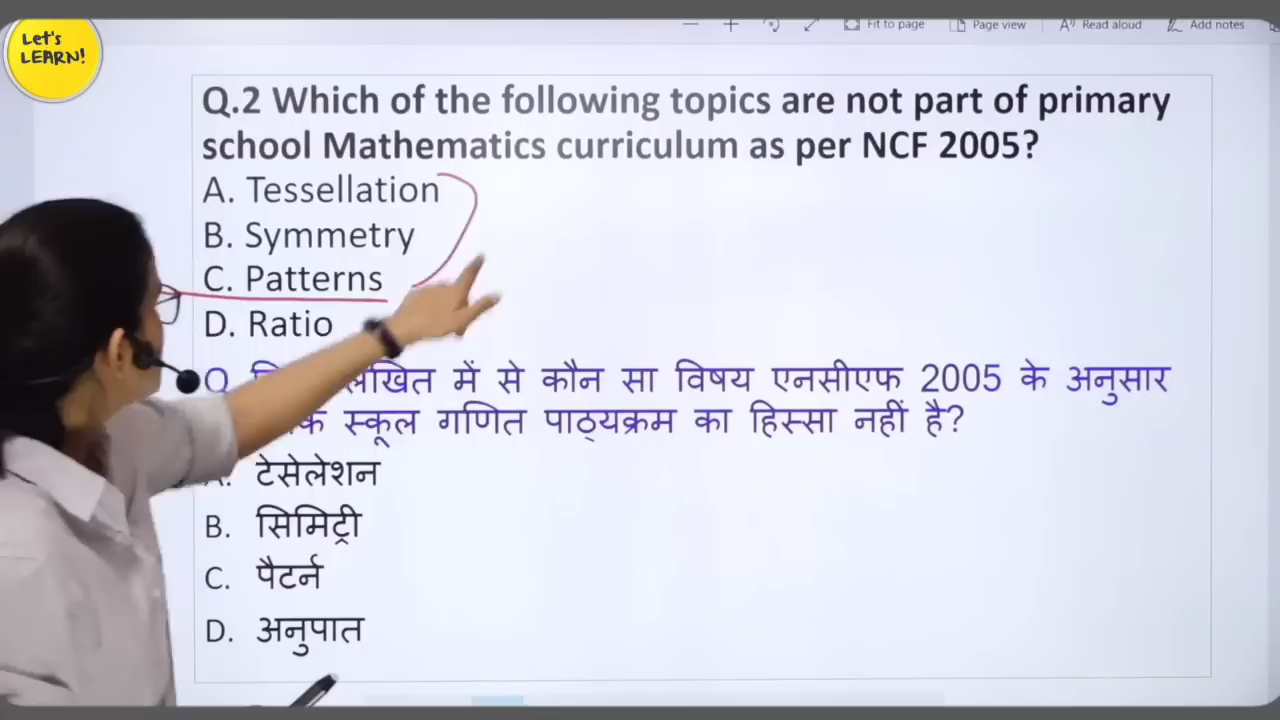 Let's
LEARN!
Fit to page
Page view
Read aloud
Add notes
Q.2 Which of the following topics are not part of primary
school Mathematics curriculum as per NCF 2005?
A. Tessellation
B. Symmetry
C. Patterns
D. Ratio
Q में से कौन सा विषय एनसीएफ 2005 के अनुसार
स्कूल गणित पाठ्यक्रम का हिस्सा नहीं है?
टेसेलेशन
B. सिमिट्री
C. पैटर्न
D. अनुपात